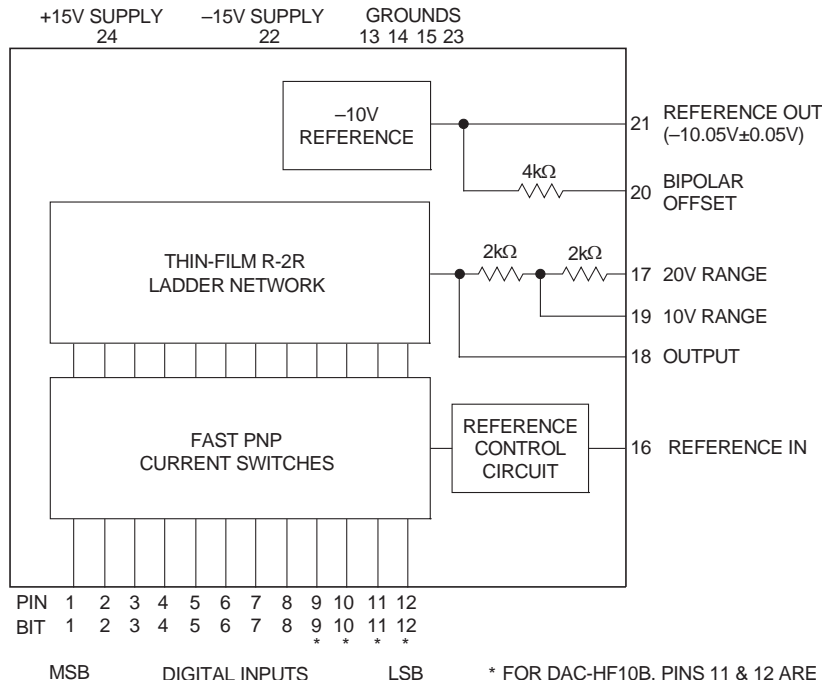 +15V SUPPLY –15V SUPPLY GROUNDS
24 22 13 14 15 23
–10V
REFERENCE
21 REFERENCE OUT
(–10.05V±0.05V)
4kΩ
20 BIPOLAR
OFFSET
THIN-FILM R-2R
LADDER NETWORK
2kΩ 2kΩ
17 20V RANGE
19 10V RANGE
18 OUTPUT
FAST PNP
CURRENT SWITCHES
REFERENCE
CONTROL
CIRCUIT
16 REFERENCE IN
PIN 1 2 3 4 5 6 7 8 9 10 11 12
BIT 1 2 3 4 5 6 7 8 9 10 11 12
* * * *
MSB DIGITAL INPUTS LSB * FOR DAC-HF10B, PINS 11 & 12 ARE